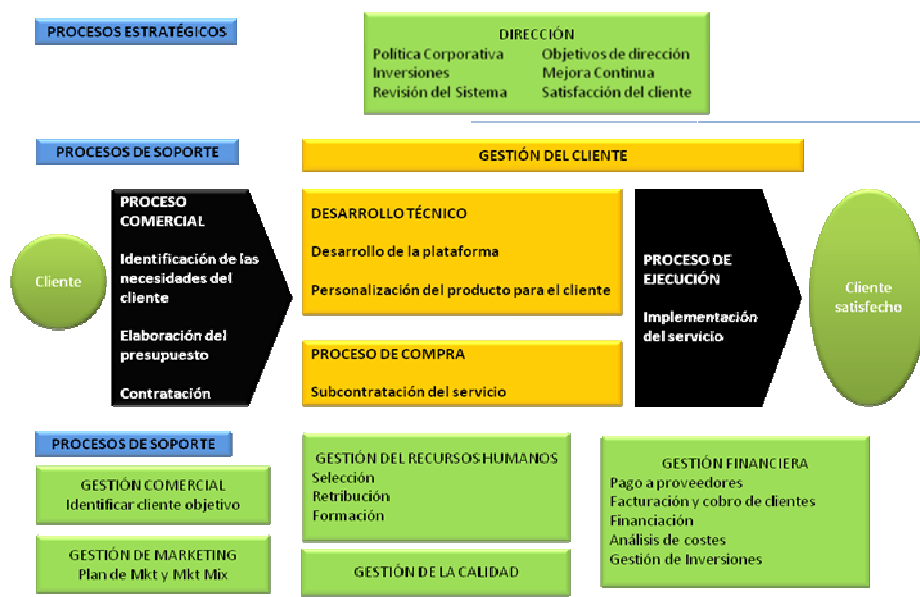 PROCESOS ESTRATÉGICOS
DIRECCIÓN
Política Corporativa
Objetivos de dirección
Inversiones
Mejora Continua
Revisión del Sistema
Satisfacción del cliente
PROCESOS DE SOPORTE
GESTIÓN DEL CLIENTE
Cliente
PROCESO
COMERCIAL
Identificación de las
necesidades del
cliente
Elaboración del
presupuesto
Contratación
DESARROLLO TÉCNICO
Desarrollo de la plataforma
Personalización del producto para el cliente
PROCESO DE COMPRA
Subcontratación del servicio
PROCESO DE
EJECUCIÓN
Implementación
del servicio
Cliente
satisfecho
PROCESOS DE SOPORTE
GESTIÓN COMERCIAL
Identificar cliente objetivo
GESTIÓN DE MARKETING
Plan de Mkt y Mkt Mix
GESTIÓN DEL RECURSOS HUMANOS
Selección
Retribución
Formación
GESTIÓN DE LA CALIDAD
GESTIÓN FINANCIERA
Pago a proveedores
Facturación y cobro de clientes
Financiación
Análisis de costes
Gestión de Inversiones